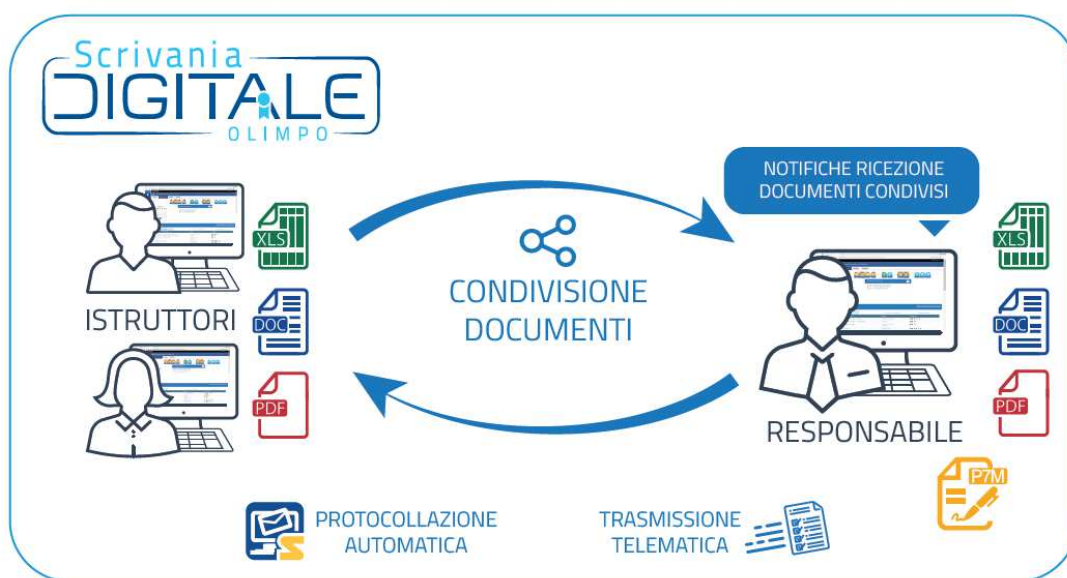 Scrivania
DIGITALE
OLIMPO
NOTIFICHE RICEZIONE
DOCUMENTI CONDIVISI
XLS
ISTRUTTORI
DOC
PDF
CONDIVISIONE
DOCUMENTI
XLS
DOC
PDF
RESPONSABILE
P7M
PROTOCOLLAZIONE
AUTOMATICA
TRASMISSIONE
TELEMATICA